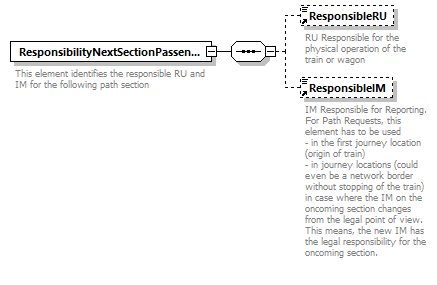 ResponsibilityNextSectionPassen...
This element identifies the responsible RU and
IM for the following path section
ResponsibleRU
RU Responsible for the
physical operation of the
train or wagon
ResponsibleIM
IM Responsible for Reporting.
For Path Requests, this
element has to be used
- in the first journey location
(origin of train)
- in journey locations (could
even be a network border
without stopping of the train)
in case where the IM on the
oncoming section changes
from the legal point of view.
This means, the new IM has
the legal responsibility for the
oncoming section.